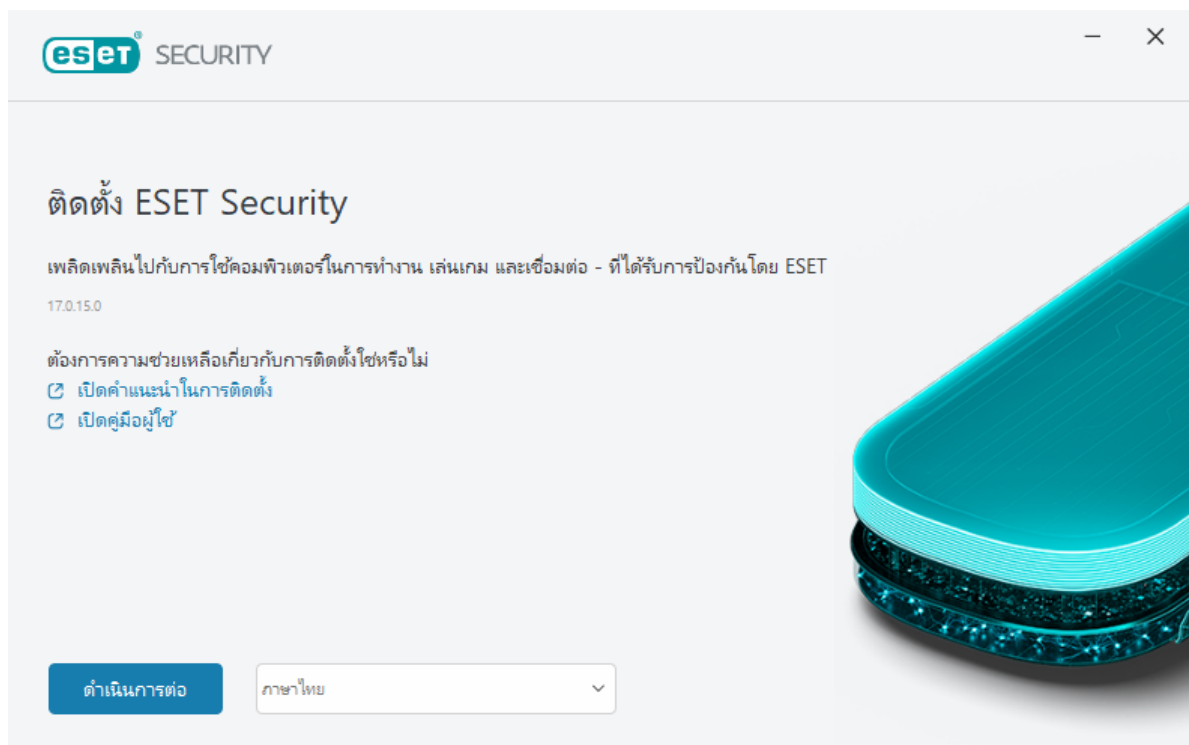 eset® SECURITY
ติดตั้ง ESET Security
เพลิดเพลินไปกับการใช้คอมพิวเตอร์ในการทำงาน เล่นเกม และเชื่อมต่อ - ที่ได้รับการป้องกันโดย ESET
17.0.15.0
ต้องการความช่วยเหลือเกี่ยวกับการติดตั้งใช่หรือไม่
เปิดคำแนะนำในการติดตั้ง
เปิดคู่มือผู้ใช้
ดำเนินการต่อ
ภาษาไทย